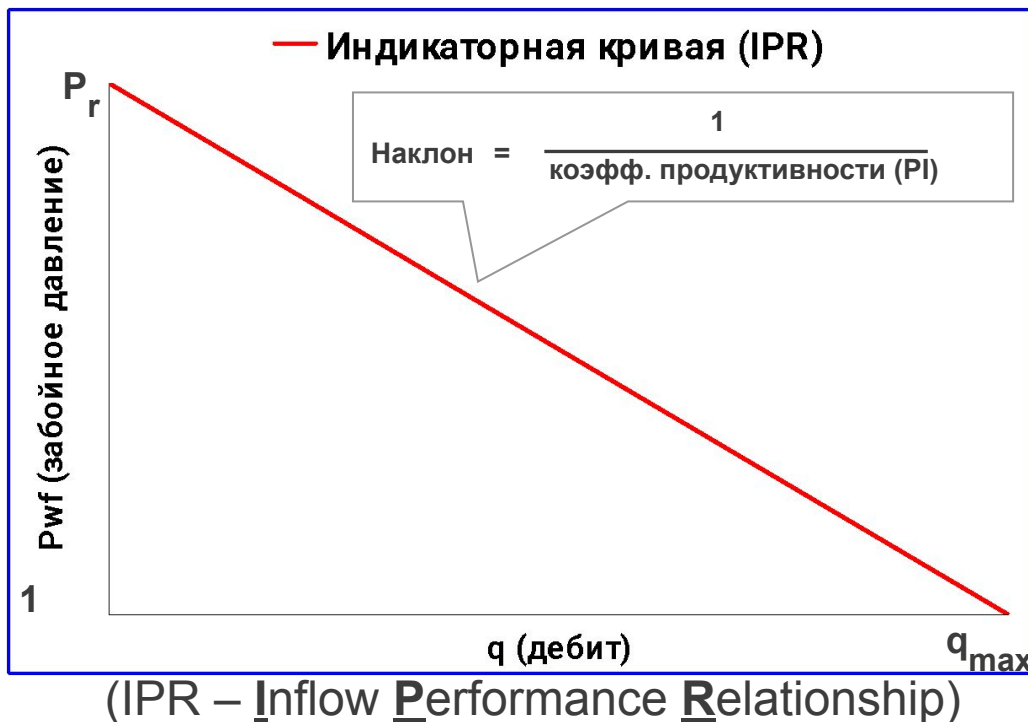 Индикаторная кривая (IPR)
Pr
1
Наклон =
коэфф. продуктивности (PI)
Pwf (забойное давление)
1
q (дебит)
qmax
(IPR – Inflow Performance Relationship)